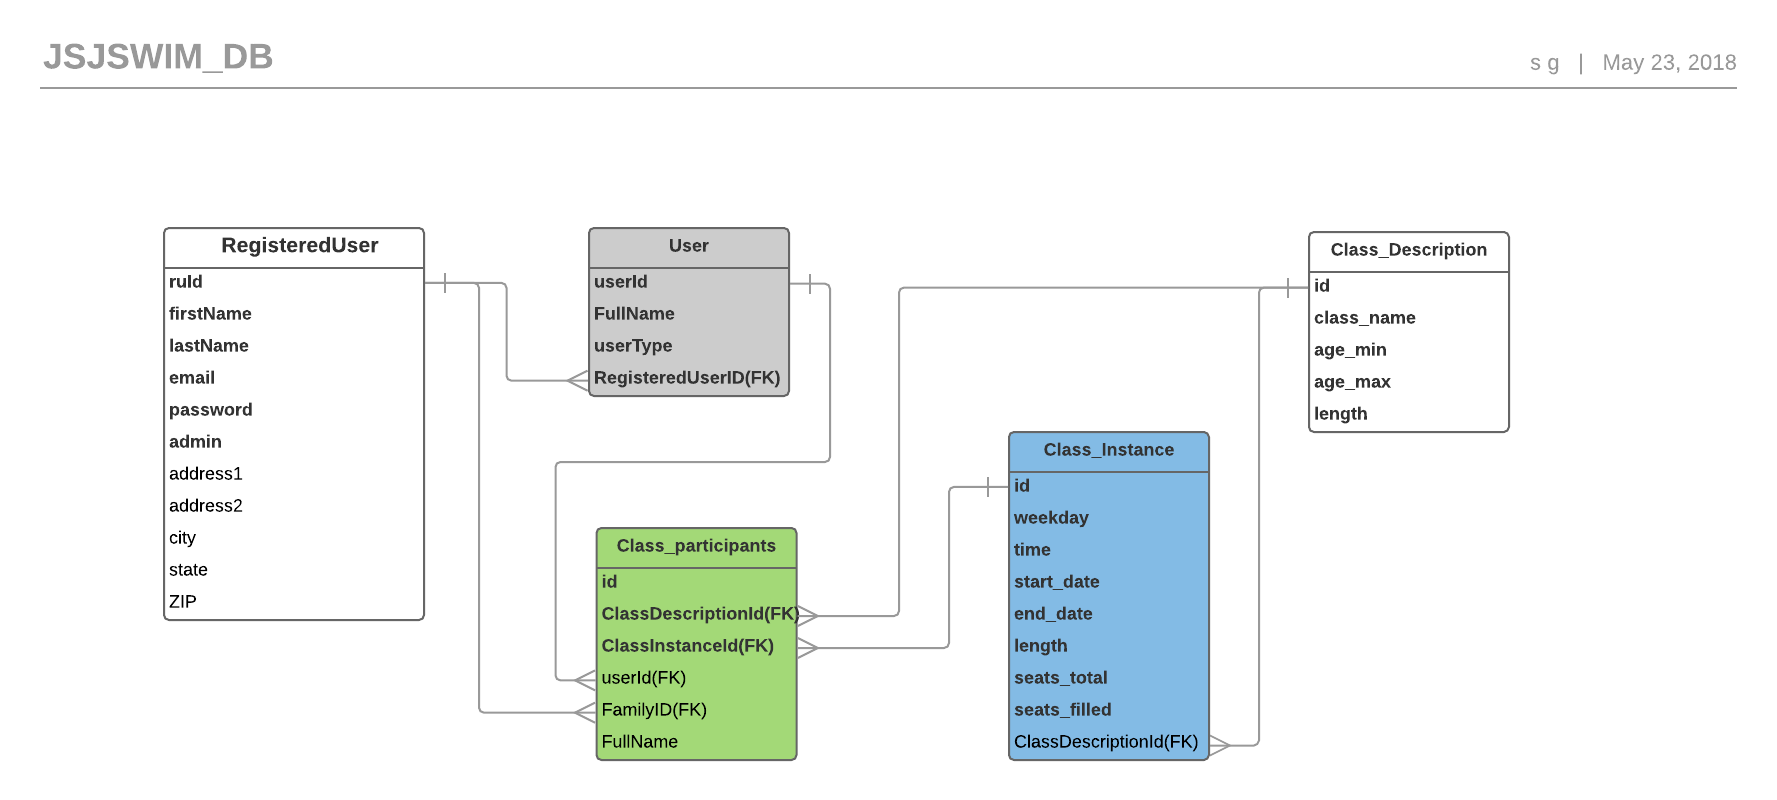 JSJSWIM_DB
s g | May 23, 2018
RegisteredUser
ruId
firstName
lastName
email
password
admin
address1
address2
city
state
ZIP
User
userId
FullName
userType
RegisteredUserID(FK)
Class_participants
id
ClassDescriptionId(FK)
ClassInstanceId(FK)
userId(FK)
FamilyID(FK)
FullName
Class_Instance
id
weekday
time
start_date
end_date
length
seats_total
seats_filled
ClassDescriptionId(FK)
Class_Description
id
class_name
age_min
age_max
length